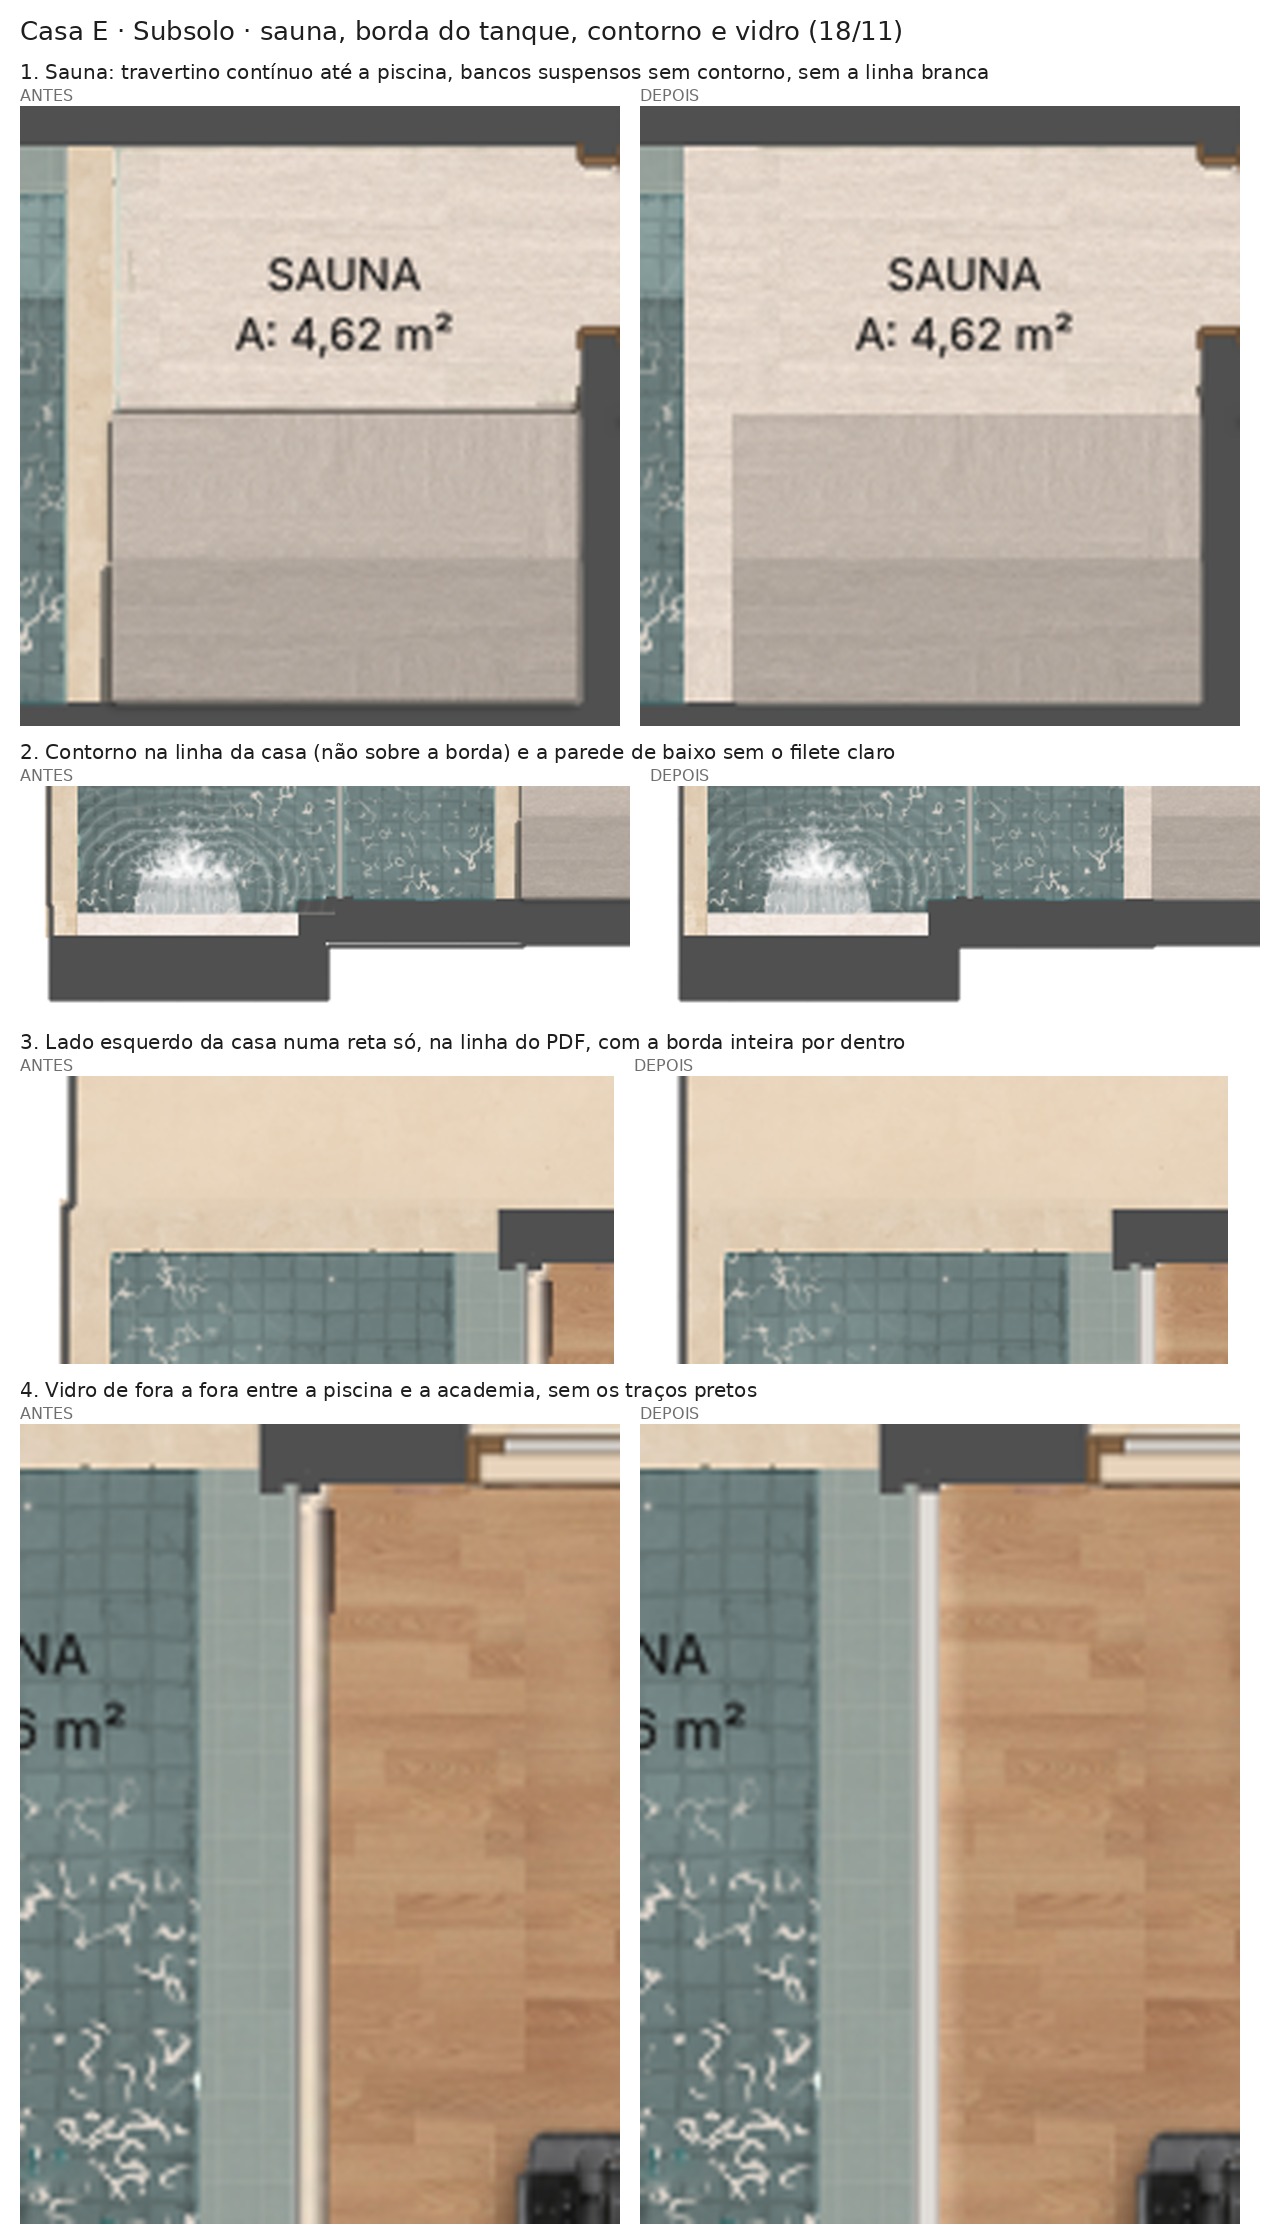 Casa E · Subsolo · sauna, borda do tanque, contorno e vidro (18/11)
1. Sauna: travertino contínuo até a piscina, bancos suspensos sem contorno, sem a linha branca
ANTES
DEPOIS
SAUNA
A: 4,62 m²
SAUNA
A: 4,62 m²
2. Contorno na linha da casa (não sobre a borda) e a parede de baixo sem o filete claro
ANTES
DEPOIS
3. Lado esquerdo da casa numa reta só, na linha do PDF, com a borda inteira por dentro
ANTES
DEPOIS
4. Vidro de fora a fora entre a piscina e a academia, sem os traços pretos
ANTES
DEPOIS
NA
6 m²
NA
6 m²